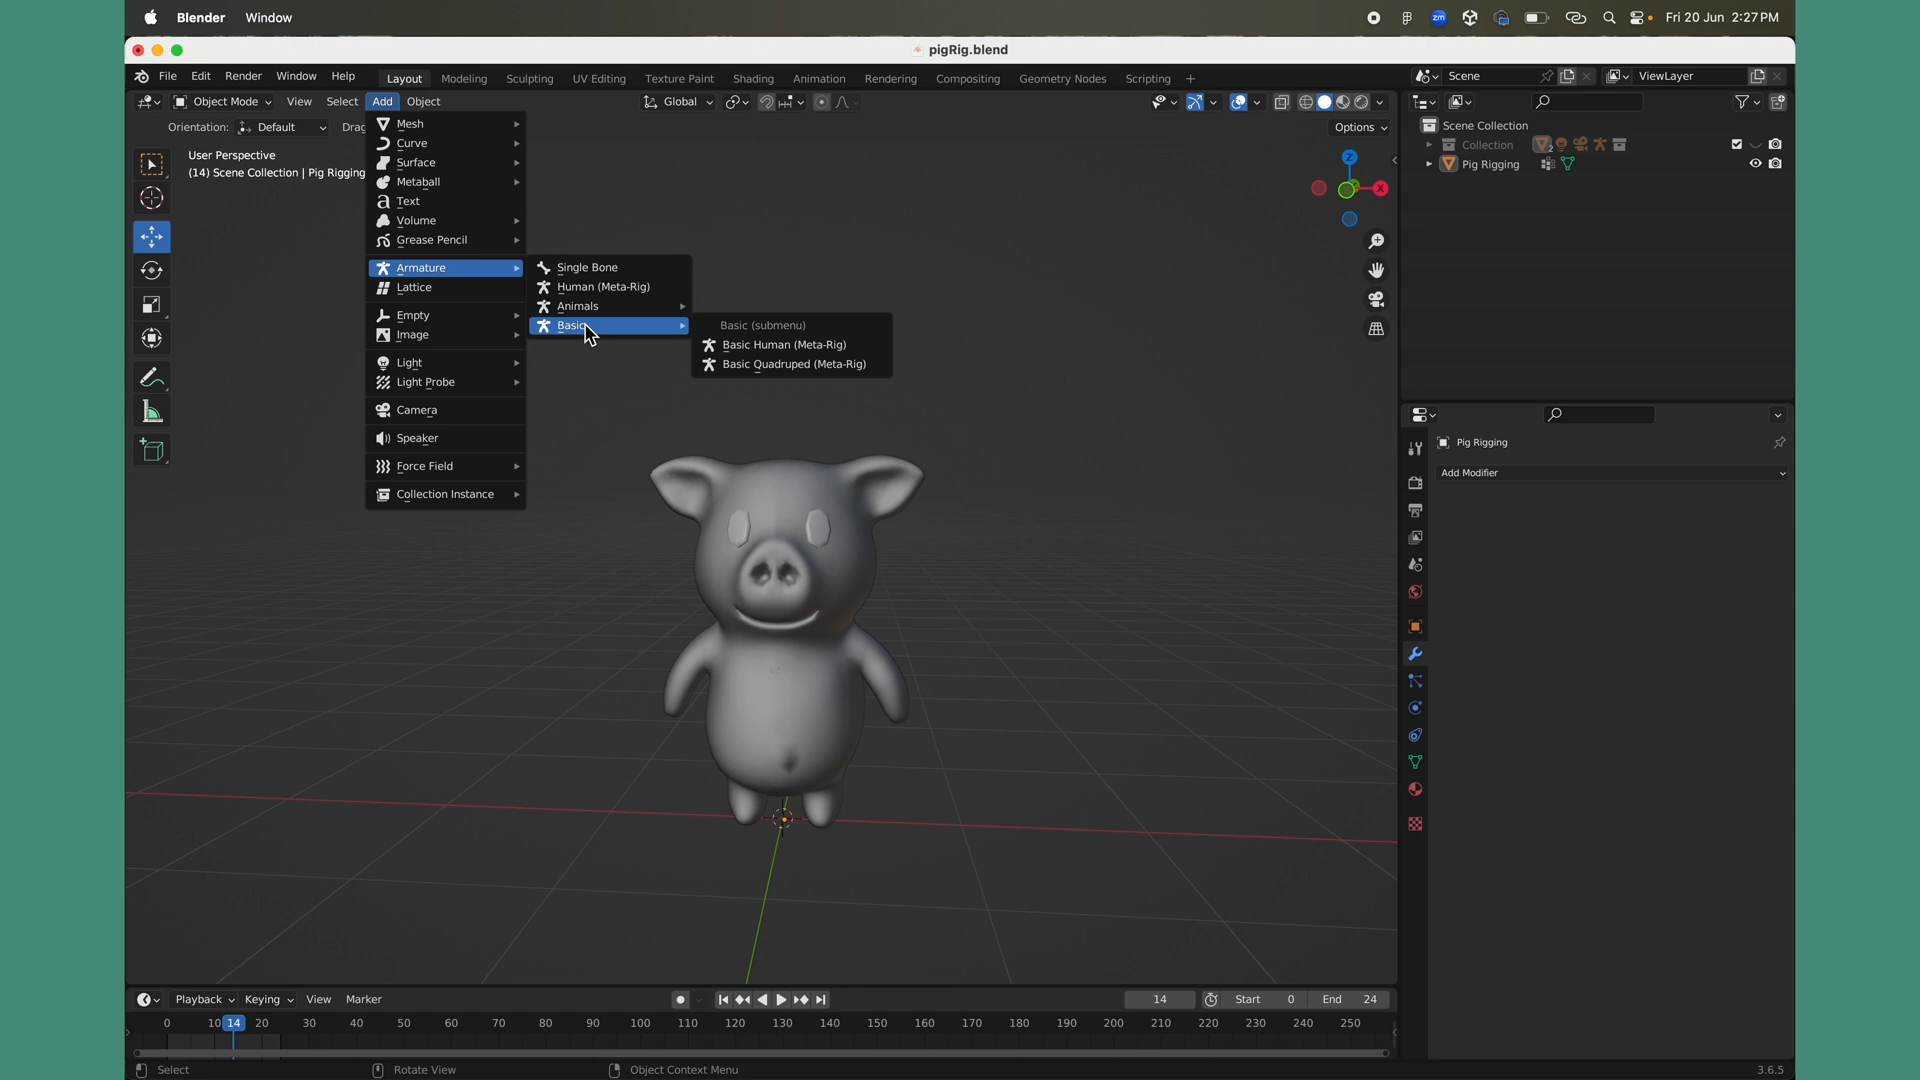 Blender Window
zm
Fri 20 Jun 2:27 PM
pigRig.blend
File Edit Render Window Help
Layout Modeling Sculpting UV Editing Texture Paint Shading Animation Rendering Compositing Geometry Nodes Scripting +
Scene
ViewLayer
Object Mode View Select Add Object
Global
Orientation: Default Drag
Options
User Perspective
(14) Scene Collection | Pig Rigging
Mesh
Curve
Surface
Metaball
Text
Volume
Grease Pencil
Armature
Lattice
Empty
Image
Light
Light Probe
Camera
Speaker
Force Field
Collection Instance
Single Bone
Human (Meta-Rig)
Animals
Basic
Basic (submenu)
Basic Human (Meta-Rig)
Basic Quadruped (Meta-Rig)
Z
X
Scene Collection
Collection 2
Pig Rigging
Pig Rigging
Add Modifier
Playback Keying View Marker
14 Start 0 End 24
0 10 14 20 30 40 50 60 70 80 90 100 110 120 130 140 150 160 170 180 190 200 210 220 230 240 250
Select Rotate View Object Context Menu 3.6.5